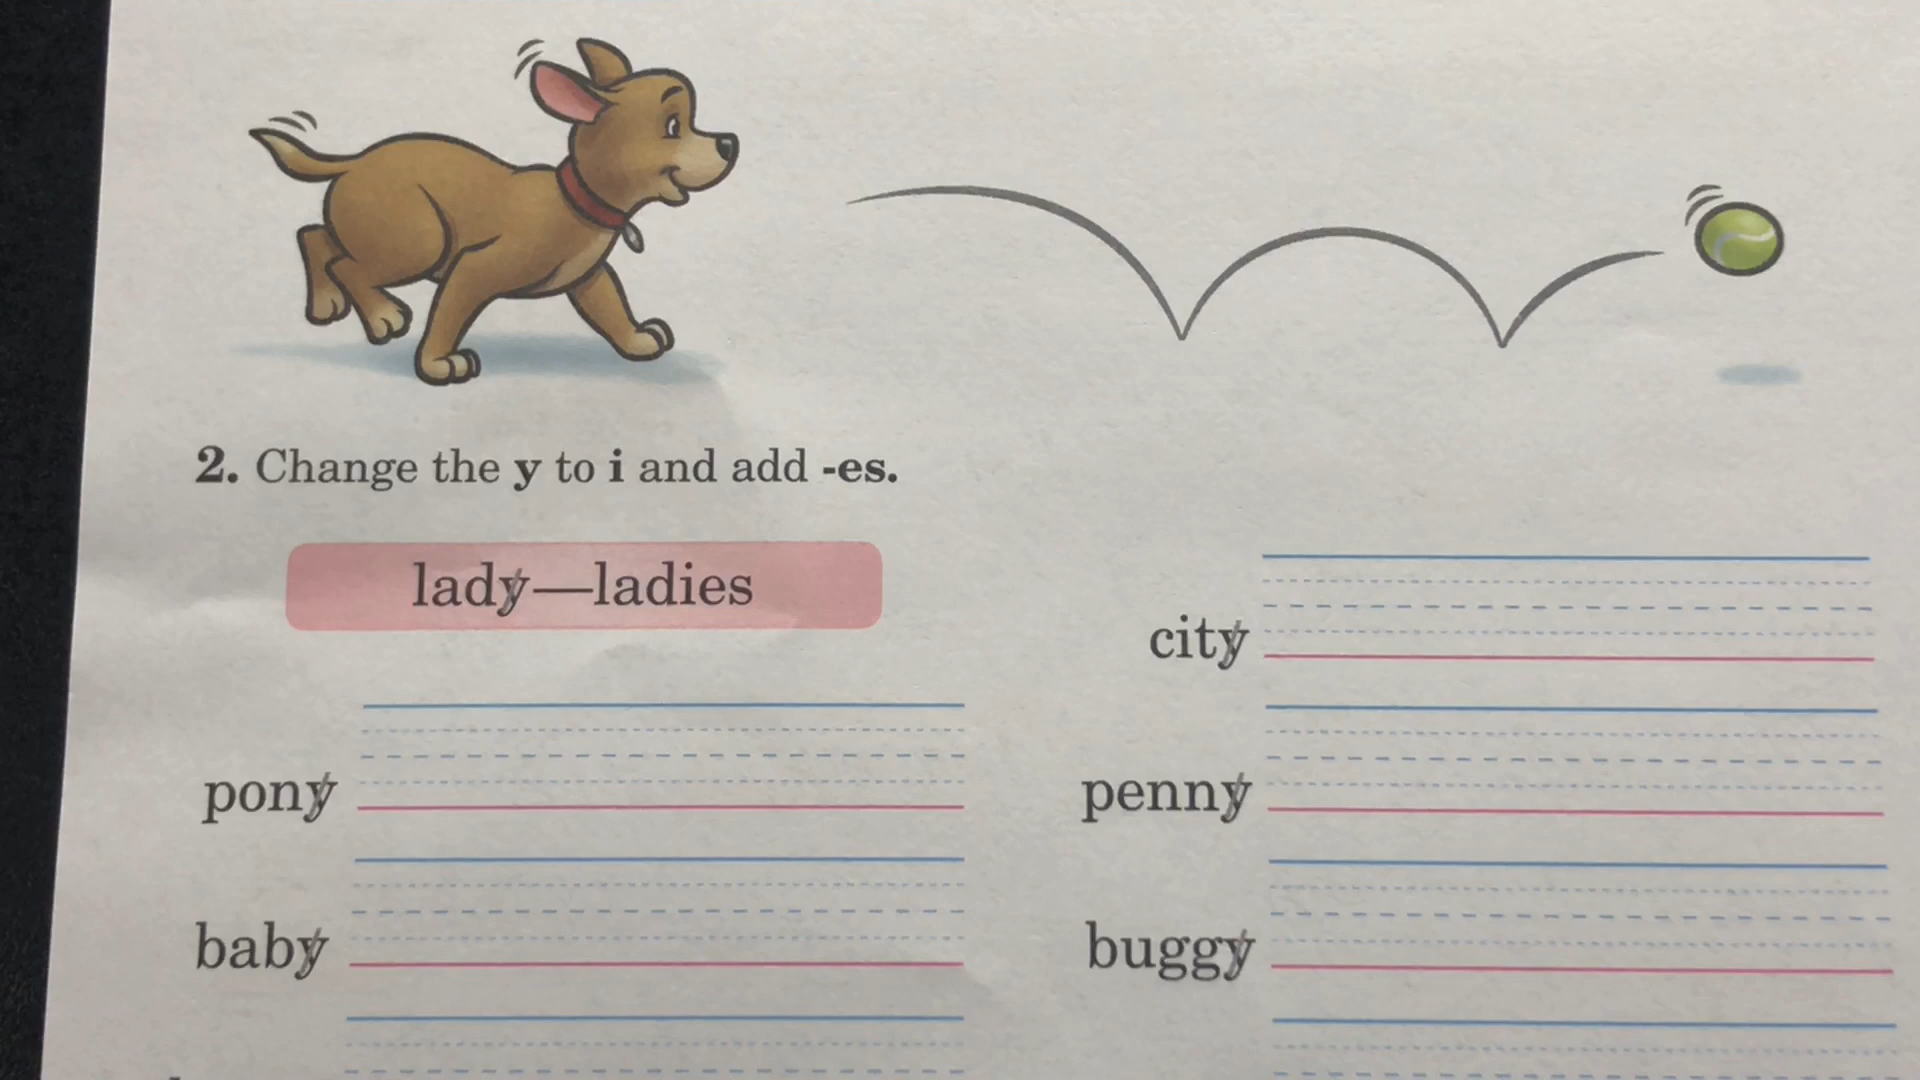 2. Change the y to i and add -es.
lady—ladies
pony
baby
city
penny
buggy